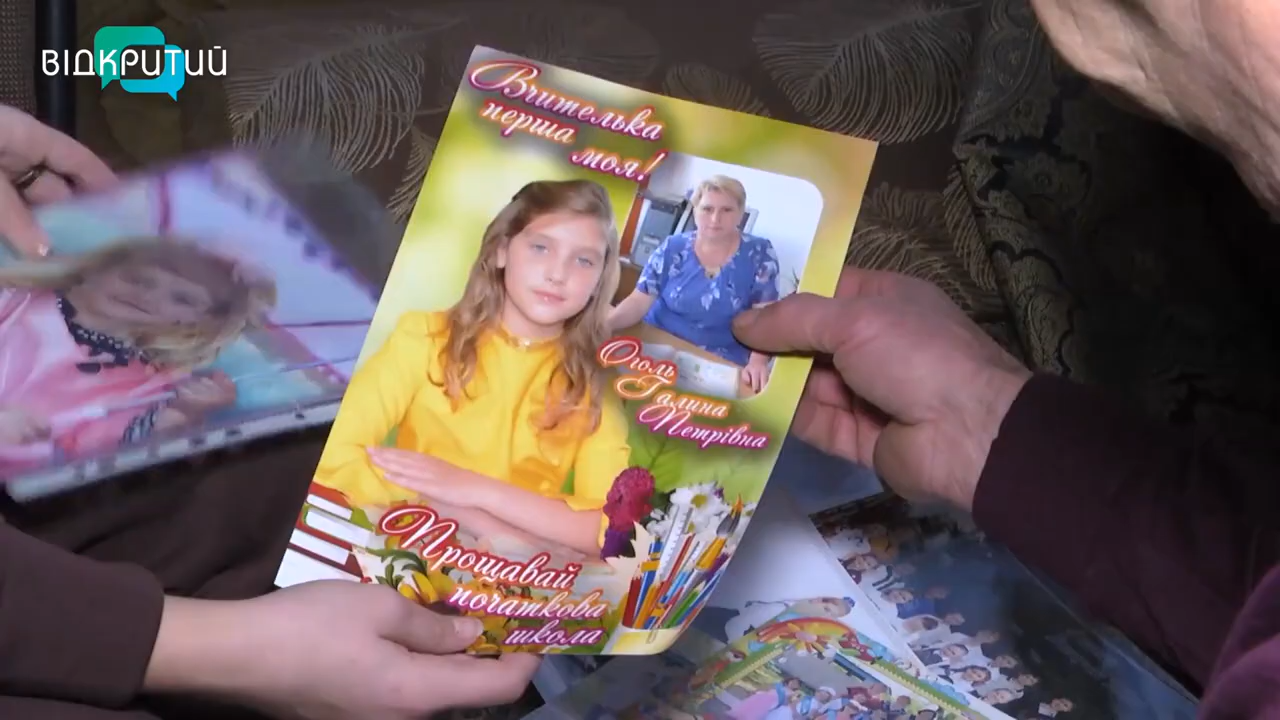 ВІДКРИТИЙ
Вчителька
перша
моя!
Оголь
Галина
Петрівна
Прощавай
початкова
школа